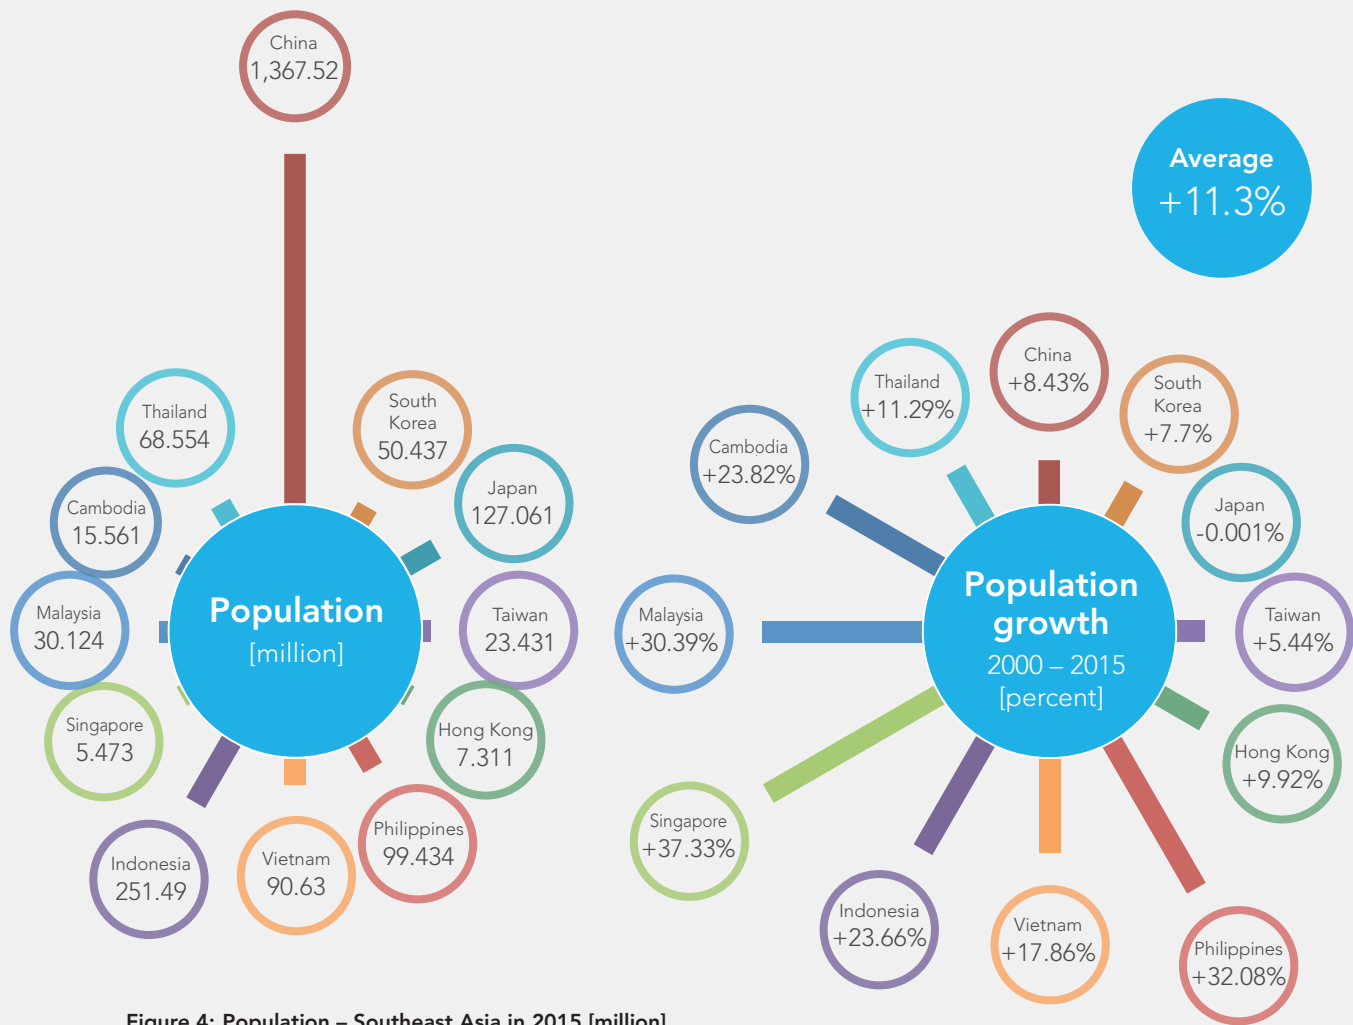 China
1,367.52
Thailand
68.554
South
Korea
50.437
Cambodia
15.561
Japan
127.061
Malaysia
30.124
Population
[million]
Taiwan
23.431
Singapore
5.473
Hong Kong
7.311
Indonesia
251.49
Vietnam
90.63
Philippines
99.434
Average
+11.3%
China
+8.43%
Thailand
+11.29%
South
Korea
+7.7%
Cambodia
+23.82%
Japan
-0.001%
Malaysia
+30.39%
Population
growth
2000 – 2015
[percent]
Taiwan
+5.44%
Hong Kong
+9.92%
Singapore
+37.33%
Indonesia
+23.66%
Vietnam
+17.86%
Philippines
+32.08%
Figure 4: Population – Southeast Asia in 2015 [million]